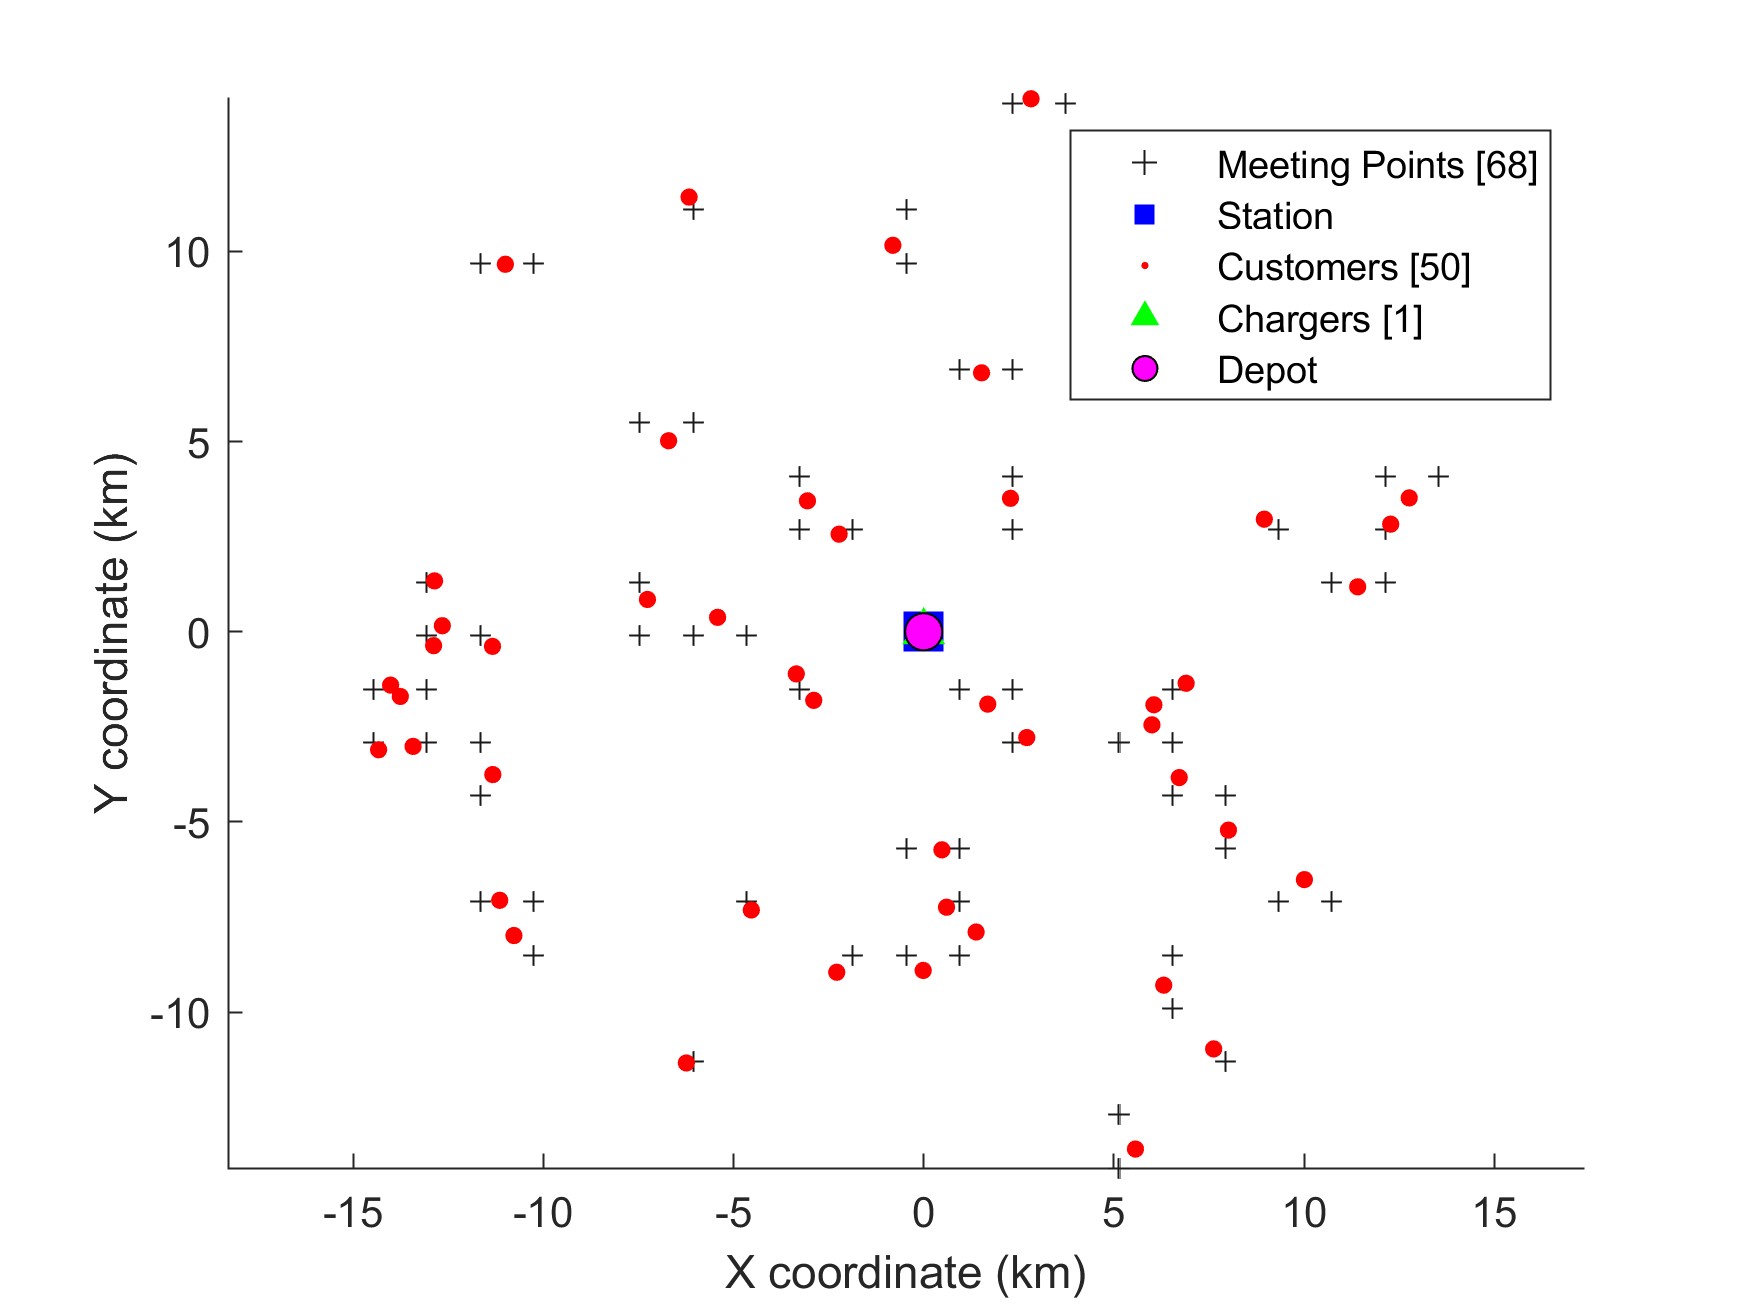 Meeting Points [68]
Station
Customers [50]
Chargers [1]
Depot
10
5
0
-5
-10
Y coordinate (km)
-15 -10 -5 0 5 10 15
X coordinate (km)